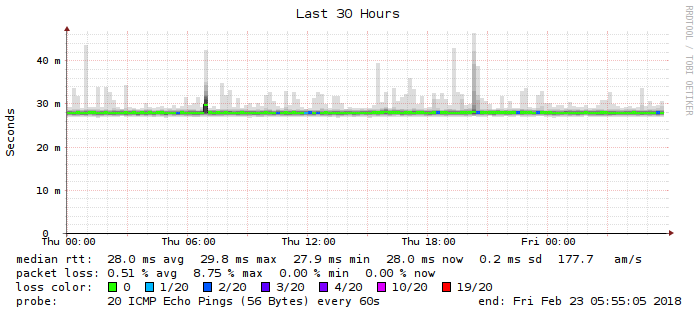 Last 30 Hours
RRDTOOL / TOBI OETIKER
Seconds
40 m
30 m
20 m
10 m
0
Thu 00:00 Thu 06:00 Thu 12:00 Thu 18:00 Fri 00:00
median rtt: 28.0 ms avg 29.8 ms max 27.9 ms min 28.0 ms now 0.2 ms sd 177.7 am/s
packet loss: 0.51 % avg 8.75 % max 0.00 % min 0.00 % now
loss color: 0 1/20 2/20 3/20 4/20 10/20 19/20
probe: 20 ICMP Echo Pings (56 Bytes) every 60s end: Fri Feb 23 05:55:05 2018